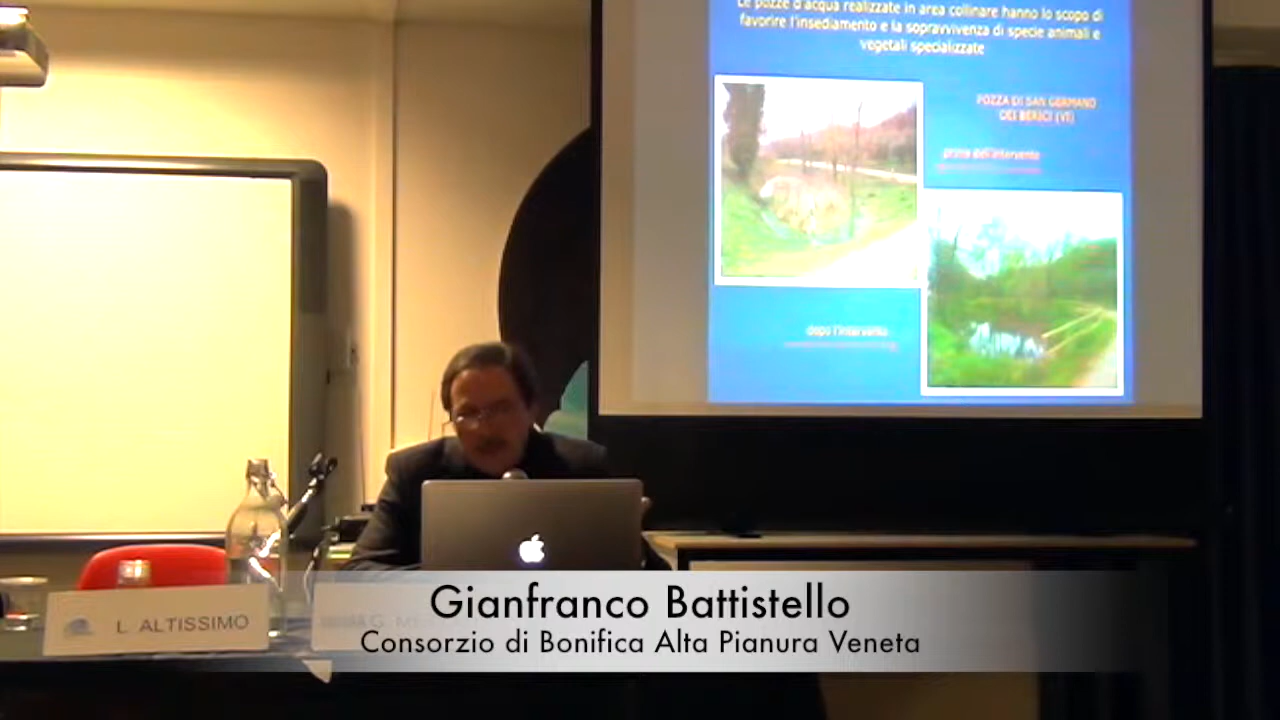 Le pozze d'acqua realizzate in area collinare hanno lo scopo di
favorire l'insediamento e la sopravvivenza di specie animali e
vegetali specializzate
POZZA DI SAN GERMANO
DEI BERICI (VI)
prima dell'intervento
dopo l'intervento
L. ALTISSIMO
Gianfranco Battistello
Consorzio di Bonifica Alta Pianura Veneta